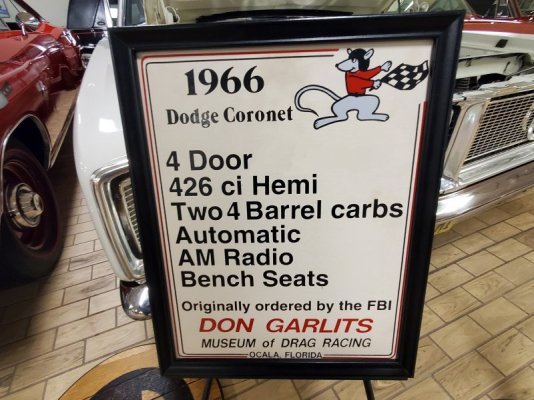 1966
Dodge Coronet
4 Door
426 ci Hemi
Two 4 Barrel carbs
Automatic
AM Radio
Bench Seats
Originally ordered by the FBI
DON GARLITS
MUSEUM of DRAG RACING
OCALA, FLORIDA